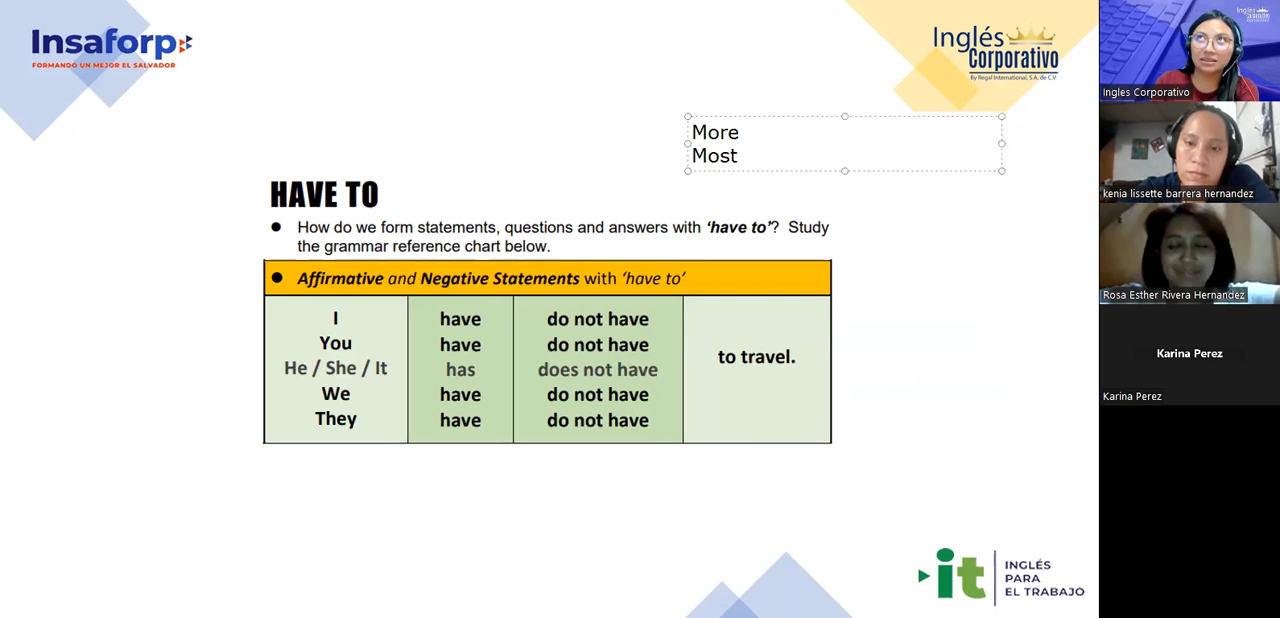 Insaforp
FORMANDO UN MEJOR EL SALVADOR
Inglés
Corporativo
By Regal International, S.A. de C.V.
More
Most
HAVE TO
How do we form statements, questions and answers with 'have to'? Study
the grammar reference chart below.
Affirmative and Negative Statements with 'have to'
I have do not have
You have do not have
He / She / It has does not have
We have do not have
They have do not have
to travel.
it
INGLÉS
PARA
EL TRABAJO
Ingles Corporativo
kenia lissette barrera hernandez
Rosa Esther Rivera Hernandez
Karina Perez
Karina Perez